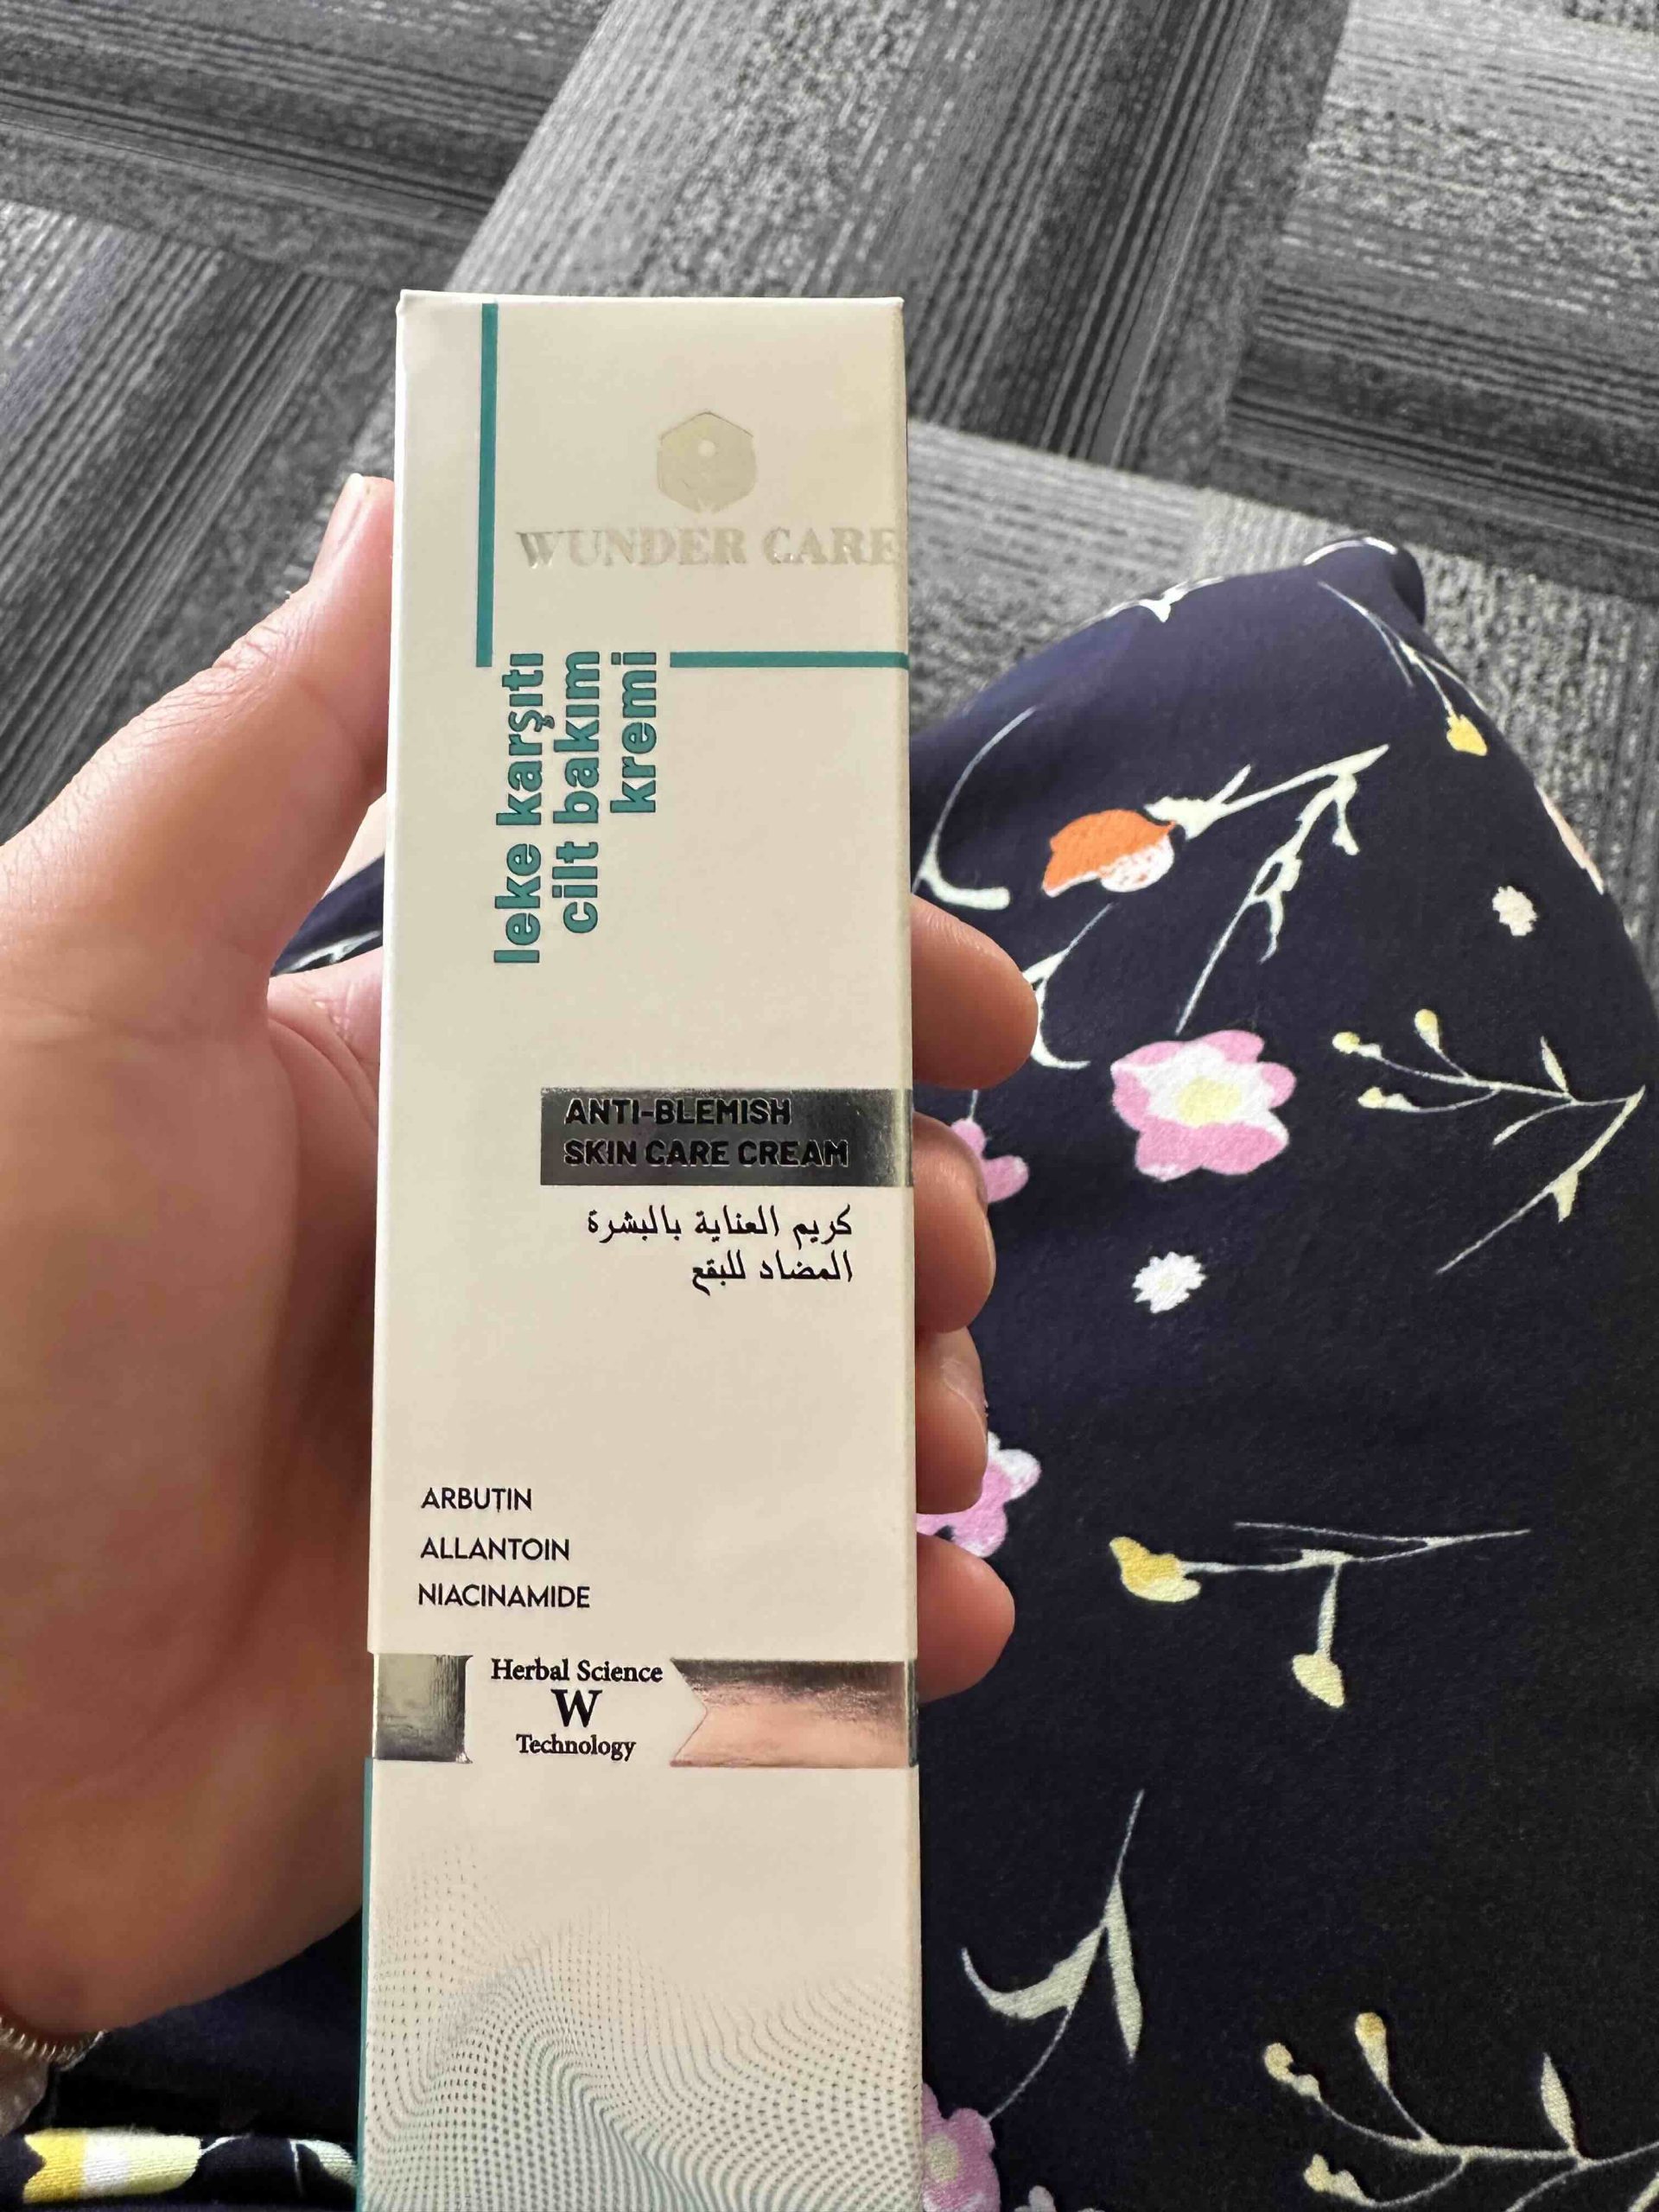 WUNDER CARE
leke karşıtı
cilt bakım
kremi
ANTI-BLEMISH
SKIN CARE CREAM
كريم العناية بالبشرة
المضاد للبقع
ARBUTIN
ALLANTOIN
NIACINAMIDE
Herbal Science
W
Technology